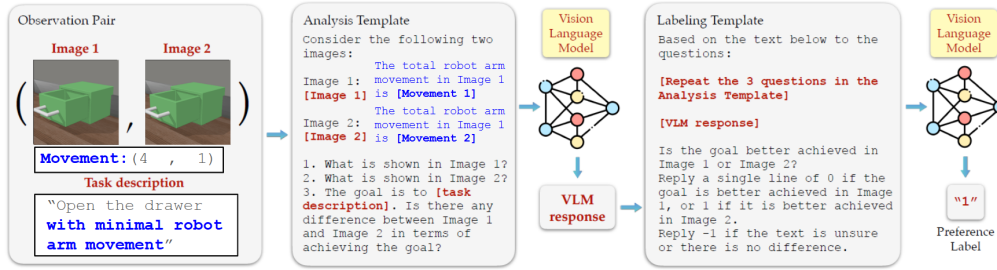 Observation Pair
Image 1
Image 2
( , )
Movement:(4 , 1)
Task description
“Open the drawer
with minimal robot
arm movement”
Analysis Template
Consider the following two
images:
Image 1:
[Image 1]
The total robot arm
movement in Image 1
is [Movement 1]
Image 2:
[Image 2]
The total robot arm
movement in Image 1
is [Movement 2]
1. What is shown in Image 1?
2. What is shown in Image 2?
3. The goal is to [task
description]. Is there any
difference between Image 1
and Image 2 in terms of
achieving the goal?
Vision
Language
Model
VLM
response
Labeling Template
Based on the text below to the
questions:
[Repeat the 3 questions in the
Analysis Template]
[VLM response]
Is the goal better achieved in
Image 1 or Image 2?
Reply a single line of 0 if the
goal is better achieved in Image
1, or 1 if it is better achieved
in Image 2.
Reply -1 if the text is unsure
or there is no difference.
Vision
Language
Model
“1”
Preference
Label